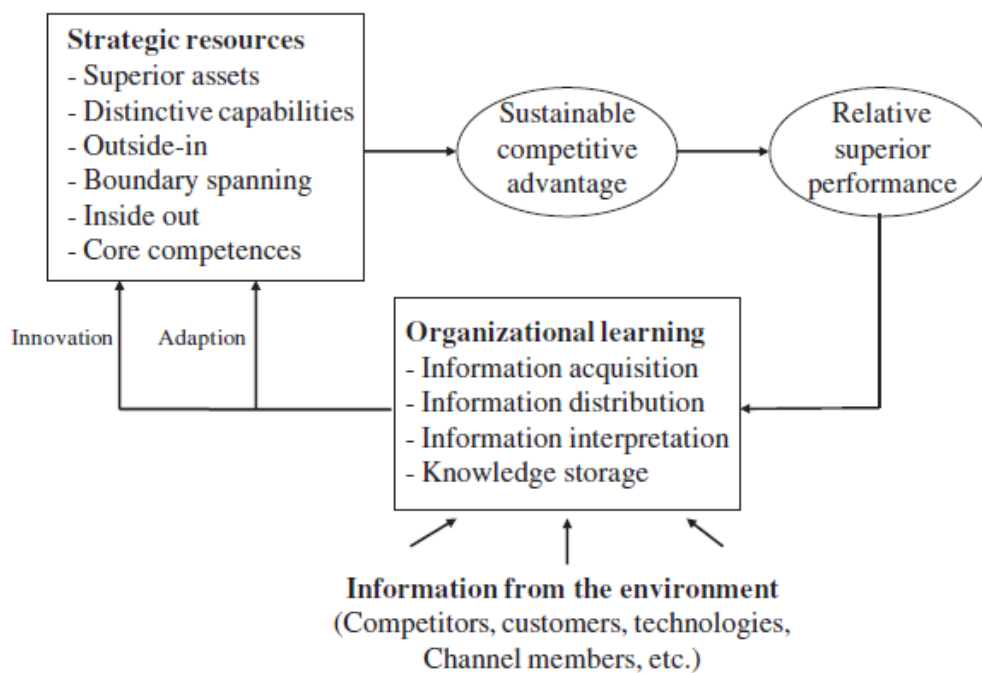 Strategic resources
- Superior assets
- Distinctive capabilities
- Outside-in
- Boundary spanning
- Inside out
- Core competences
Sustainable
competitive
advantage
Relative
superior
performance
Innovation
Adaption
Organizational learning
- Information acquisition
- Information distribution
- Information interpretation
- Knowledge storage
Information from the environment
(Competitors, customers, technologies,
Channel members, etc.)